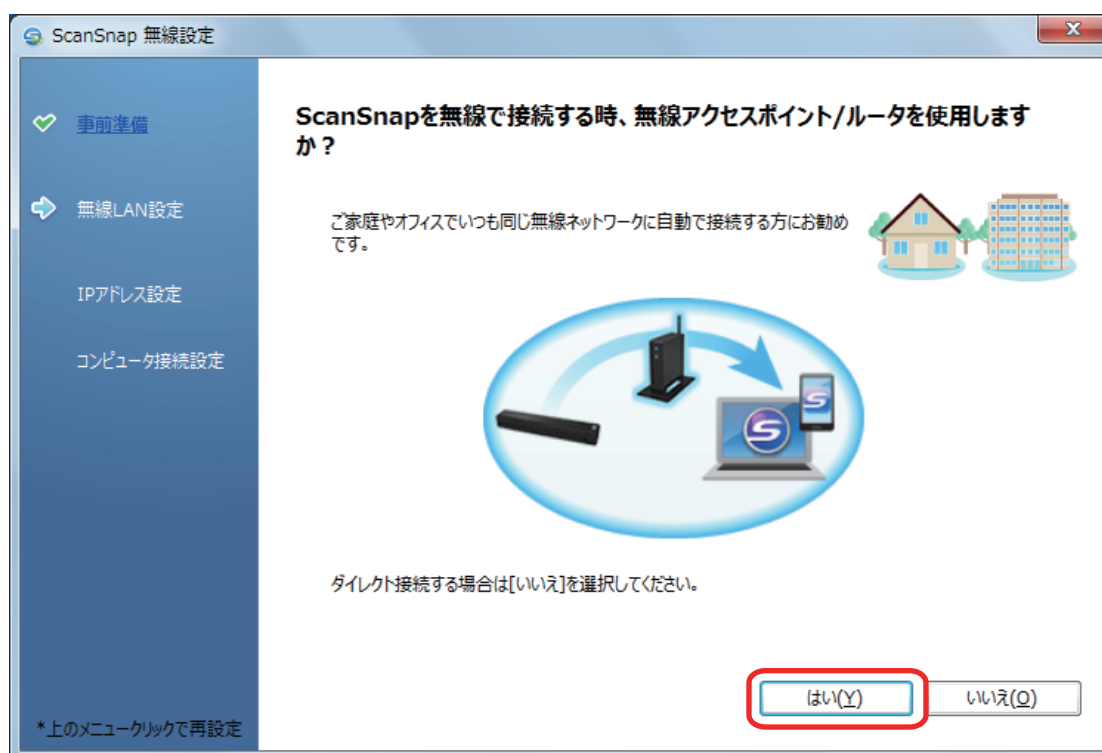 ScanSnap 無線設定
事前準備
無線LAN設定
IPアドレス設定
コンピュータ接続設定
*上のメニュークリックで再設定
ScanSnapを無線で接続する時、無線アクセスポイント/ルータを使用します
か？
ご家庭やオフィスでいつも同じ無線ネットワークに自動で接続する方にお勧め
です。
ダイレクト接続する場合は[いいえ]を選択してください。
はい(Y)
いいえ(O)